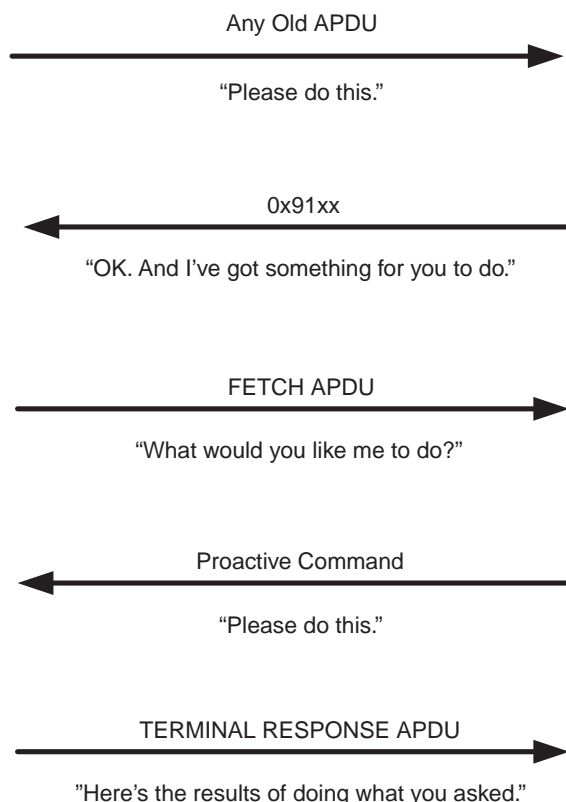 Any Old APDU
“Please do this.”
0x91xx
“OK. And I’ve got something for you to do.”
FETCH APDU
“What would you like me to do?”
Proactive Command
“Please do this.”
TERMINAL RESPONSE APDU
”Here’s the results of doing what you asked.”